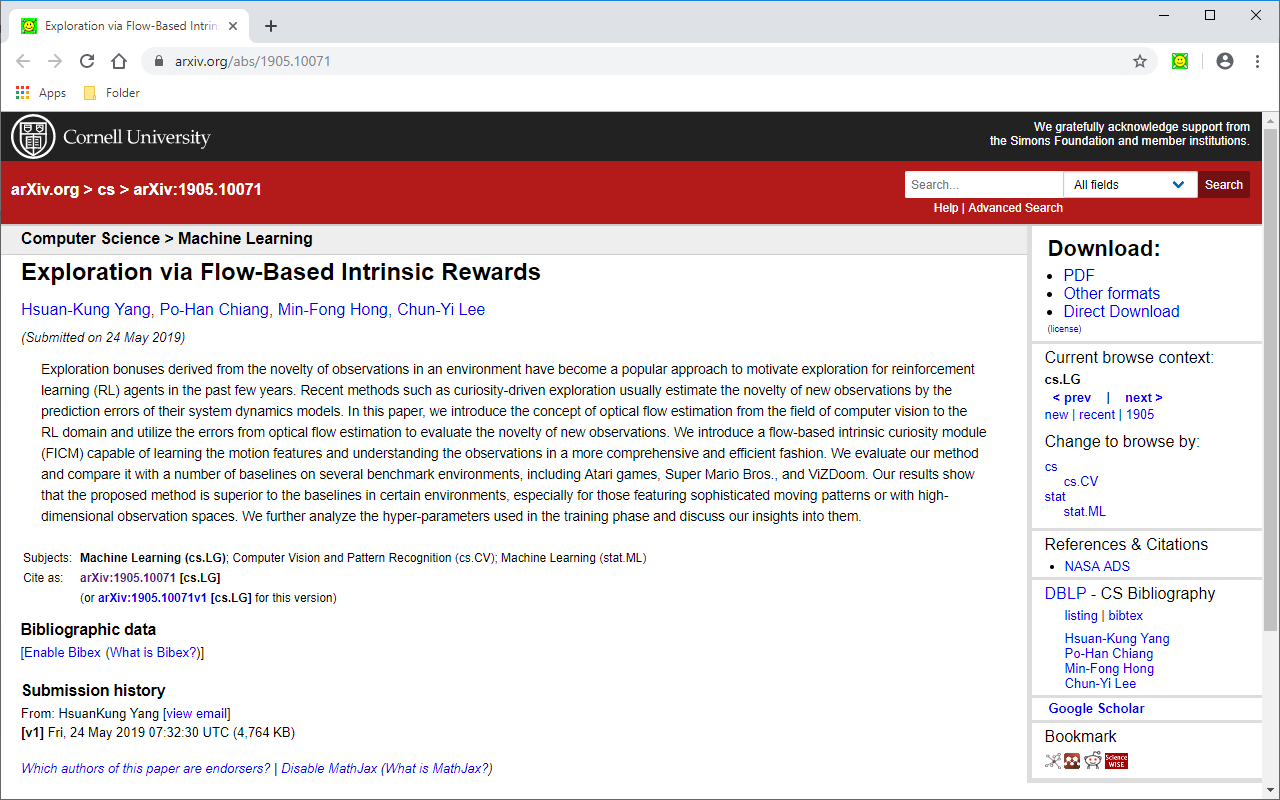 Exploration via Flow-Based Intrin
arxiv.org/abs/1905.10071
Apps
Folder
Cornell University
We gratefully acknowledge support from
the Simons Foundation and member institutions.
arXiv.org > cs > arXiv:1905.10071
Search...
All fields
Search
Help | Advanced Search
Computer Science > Machine Learning
Exploration via Flow-Based Intrinsic Rewards
Hsuan-Kung Yang, Po-Han Chiang, Min-Fong Hong, Chun-Yi Lee
(Submitted on 24 May 2019)
Exploration bonuses derived from the novelty of observations in an environment have become a popular approach to motivate exploration for reinforcement
learning (RL) agents in the past few years. Recent methods such as curiosity-driven exploration usually estimate the novelty of new observations by the
prediction errors of their system dynamics models. In this paper, we introduce the concept of optical flow estimation from the field of computer vision to the
RL domain and utilize the errors from optical flow estimation to evaluate the novelty of new observations. We introduce a flow-based intrinsic curiosity module
(FICM) capable of learning the motion features and understanding the observations in a more comprehensive and efficient fashion. We evaluate our method
and compare it with a number of baselines on several benchmark environments, including Atari games, Super Mario Bros., and ViZDoom. Our results show
that the proposed method is superior to the baselines in certain environments, especially for those featuring sophisticated moving patterns or with high-
dimensional observation spaces. We further analyze the hyper-parameters used in the training phase and discuss our insights into them.
Subjects: Machine Learning (cs.LG); Computer Vision and Pattern Recognition (cs.CV); Machine Learning (stat.ML)
Cite as: arXiv:1905.10071 [cs.LG]
(or arXiv:1905.10071v1 [cs.LG] for this version)
Bibliographic data
[Enable Bibex (What is Bibex?)]
Submission history
From: HsuanKung Yang [view email]
[v1] Fri, 24 May 2019 07:32:30 UTC (4,764 KB)
Which authors of this paper are endorsers? | Disable MathJax (What is MathJax?)
Download:
PDF
Other formats
Direct Download
(license)
Current browse context:
cs.LG
< prev | next >
new | recent | 1905
Change to browse by:
cs
cs.CV
stat
stat.ML
References & Citations
NASA ADS
DBLP - CS Bibliography
listing | bibtex
Hsuan-Kung Yang
Po-Han Chiang
Min-Fong Hong
Chun-Yi Lee
Google Scholar
Bookmark
Science
WISE